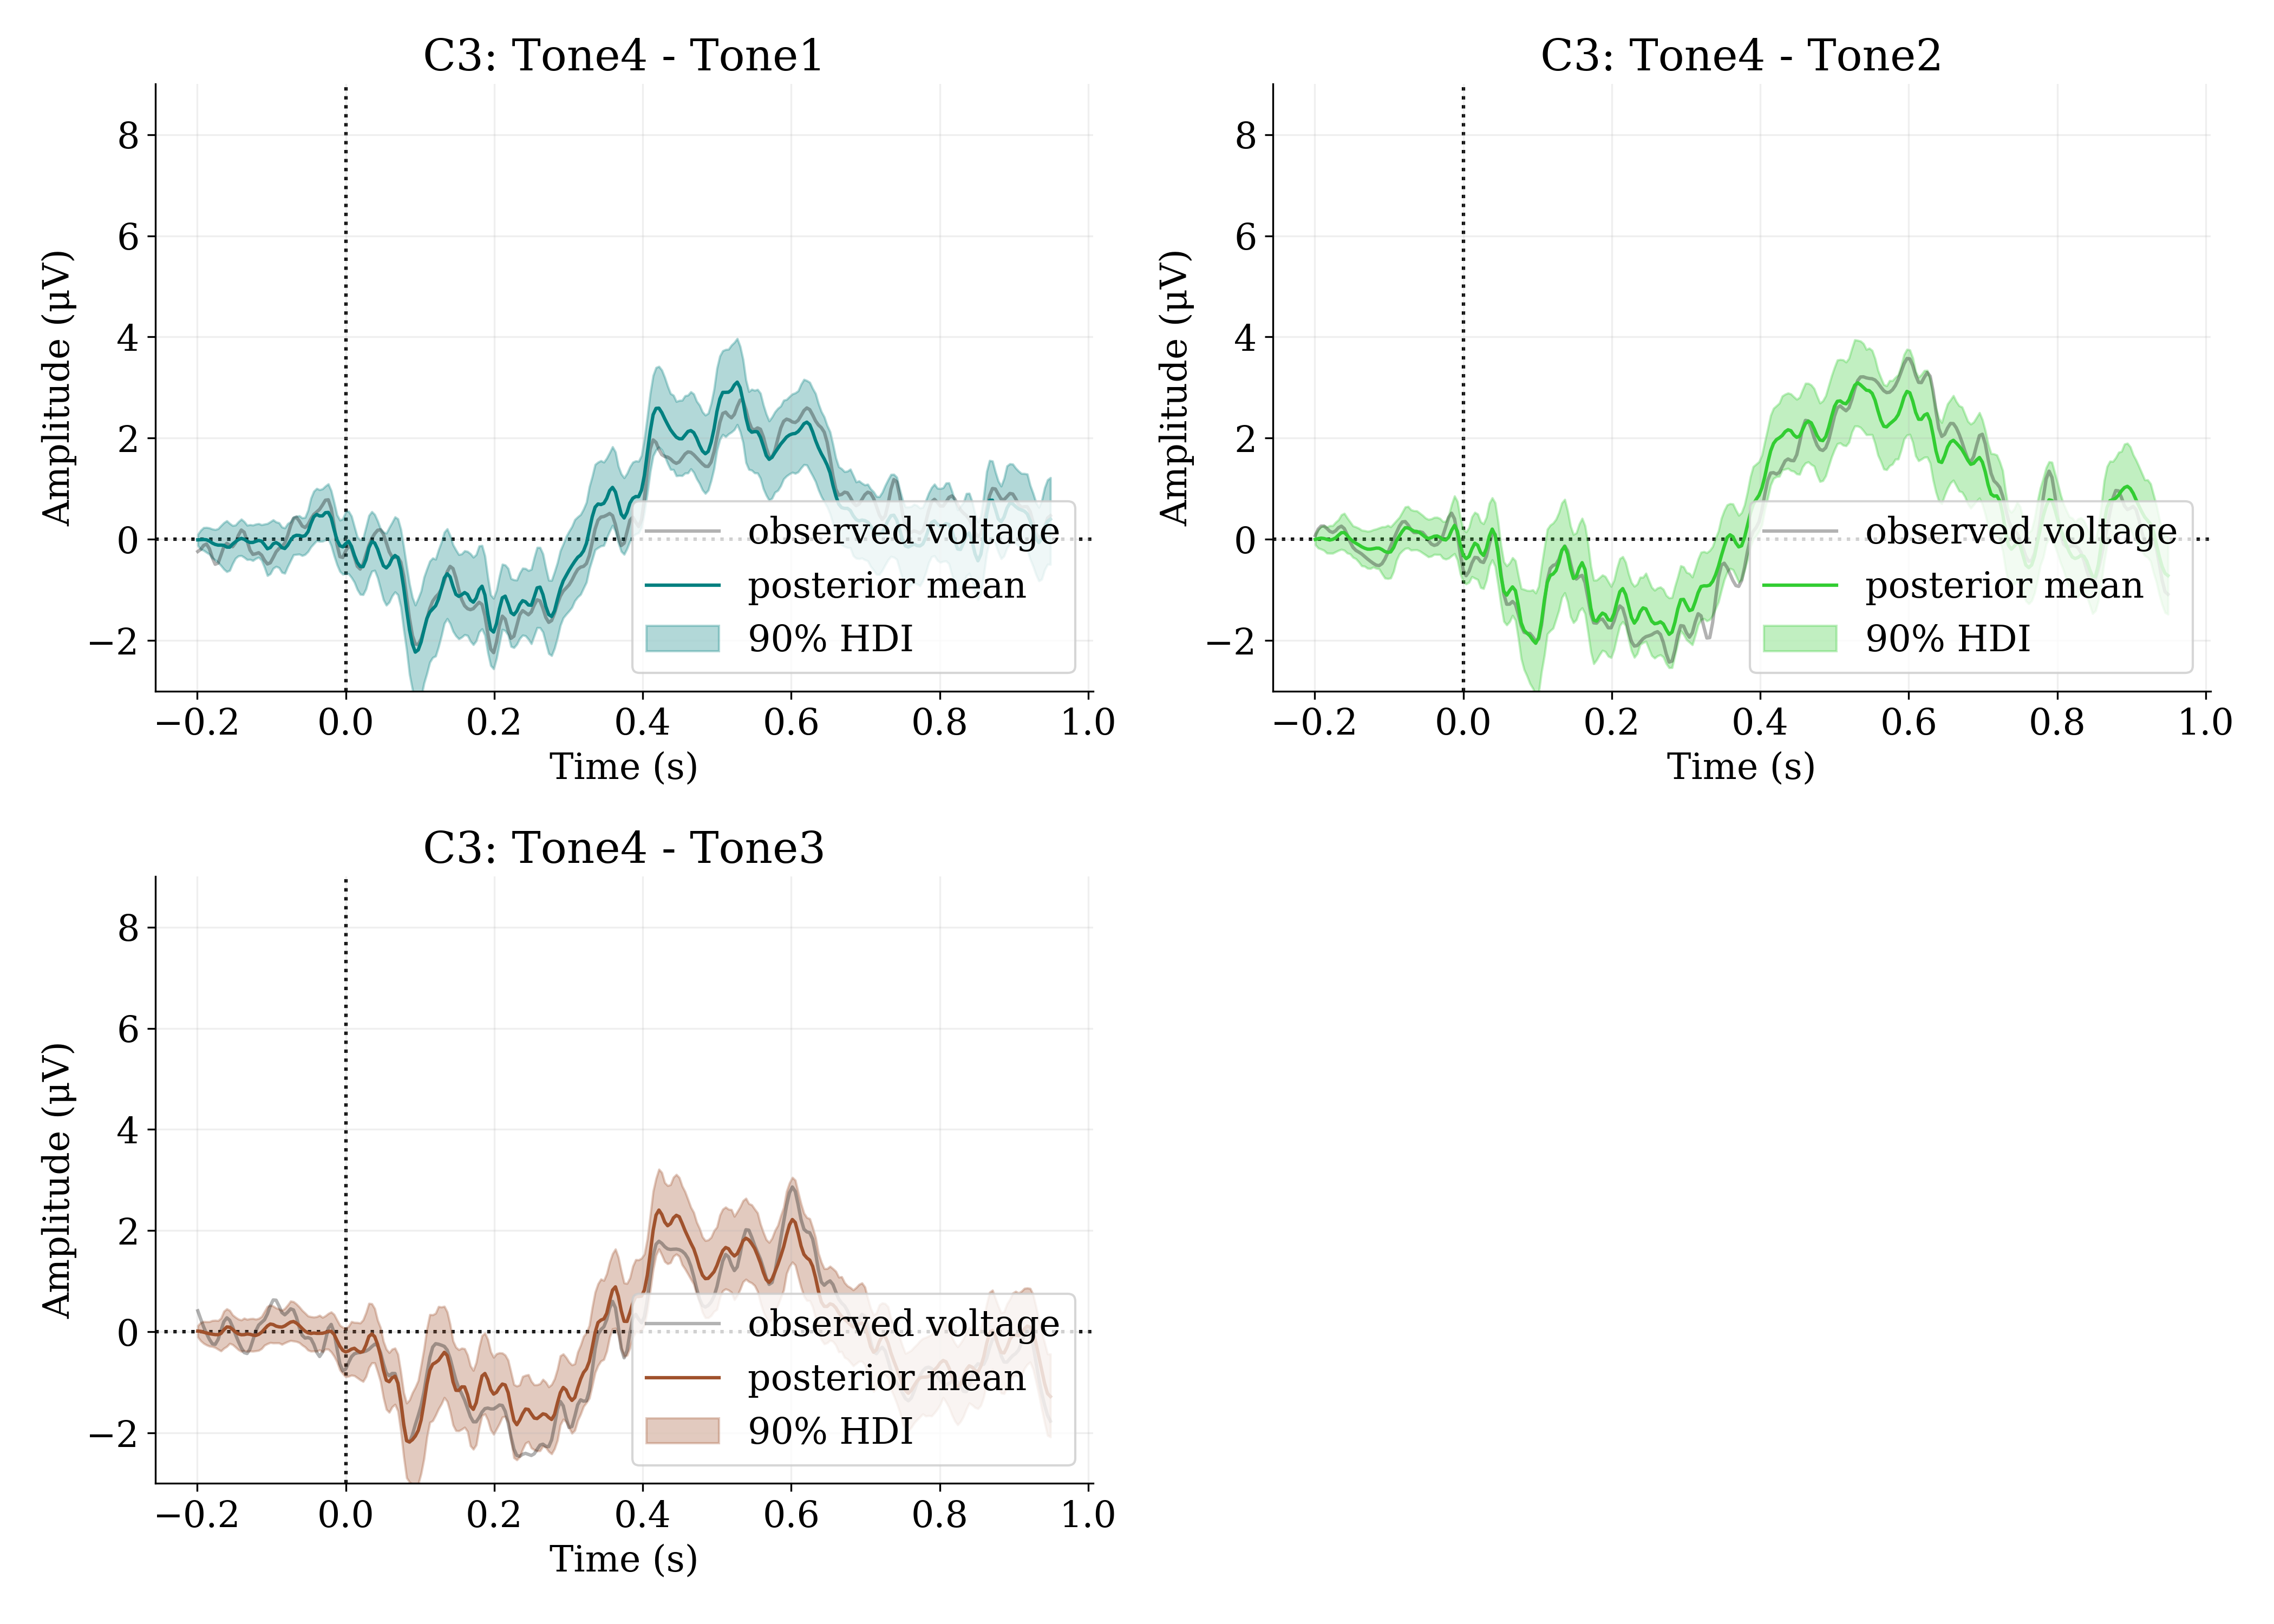 C3: Tone4 - Tone1
Amplitude (µV)
8
6
4
2
0
−2
−0.2 0.0 0.2 0.4 0.6 0.8 1.0
Time (s)
observed voltage
posterior mean
90% HDI
C3: Tone4 - Tone2
Amplitude (µV)
8
6
4
2
0
−2
−0.2 0.0 0.2 0.4 0.6 0.8 1.0
Time (s)
observed voltage
posterior mean
90% HDI
C3: Tone4 - Tone3
Amplitude (µV)
8
6
4
2
0
−2
−0.2 0.0 0.2 0.4 0.6 0.8 1.0
Time (s)
observed voltage
posterior mean
90% HDI